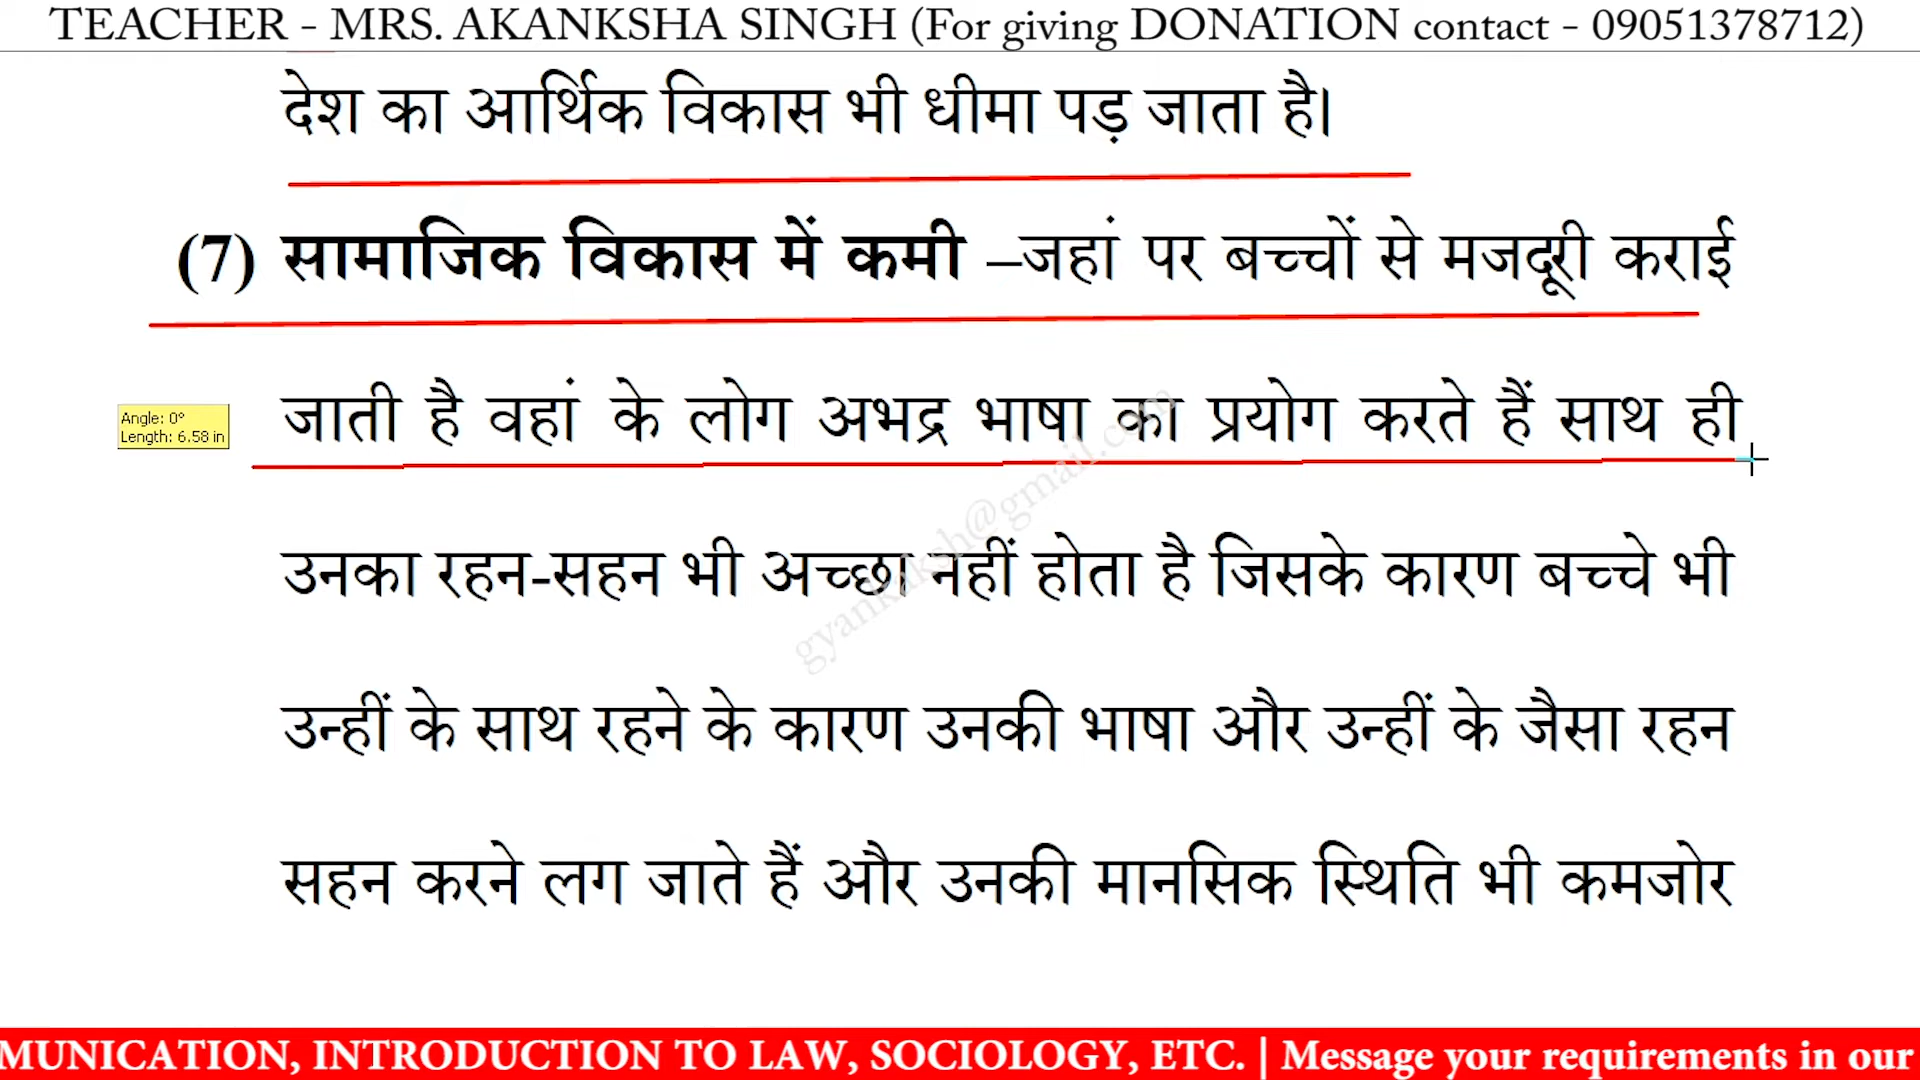 TEACHER - MRS. AKANKSHA SINGH (For giving DONATION contact - 09051378712)
देश का आर्थिक विकास भी धीमा पड़ जाता है।
(7) सामाजिक विकास में कमी –जहां पर बच्चों से मजदूरी कराई
Angle: 0°
Length: 6.58 in
जाती है वहां के लोग अभद्र भाषा का प्रयोग करते हैं साथ ही
gyankaksh@gmail.com
उनका रहन-सहन भी अच्छा नहीं होता है जिसके कारण बच्चे भी
उन्हीं के साथ रहने के कारण उनकी भाषा और उन्हीं के जैसा रहन
सहन करने लग जाते हैं और उनकी मानसिक स्थिति भी कमजोर
MUNICATION, INTRODUCTION TO LAW, SOCIOLOGY, ETC. | Message your requirements in our